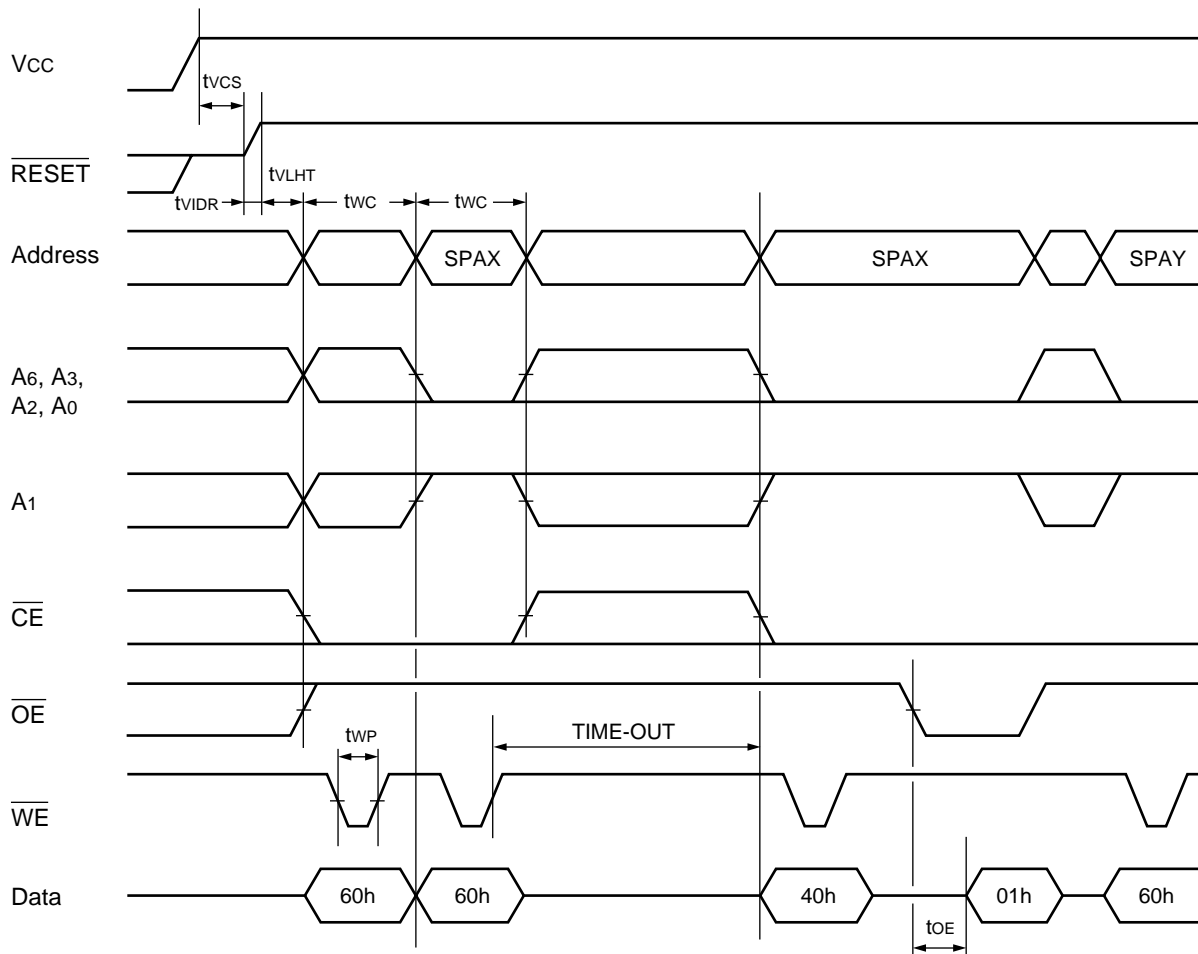 VCC
tVCS
RESET
tVLHT
tVIDR
tWC
tWC
Address
SPAX
SPAX
SPAY
A6, A3,
A2, A0
A1
CE
OE
TIME-OUT
tWP
WE
Data
60h
60h
40h
01h
60h
tOE